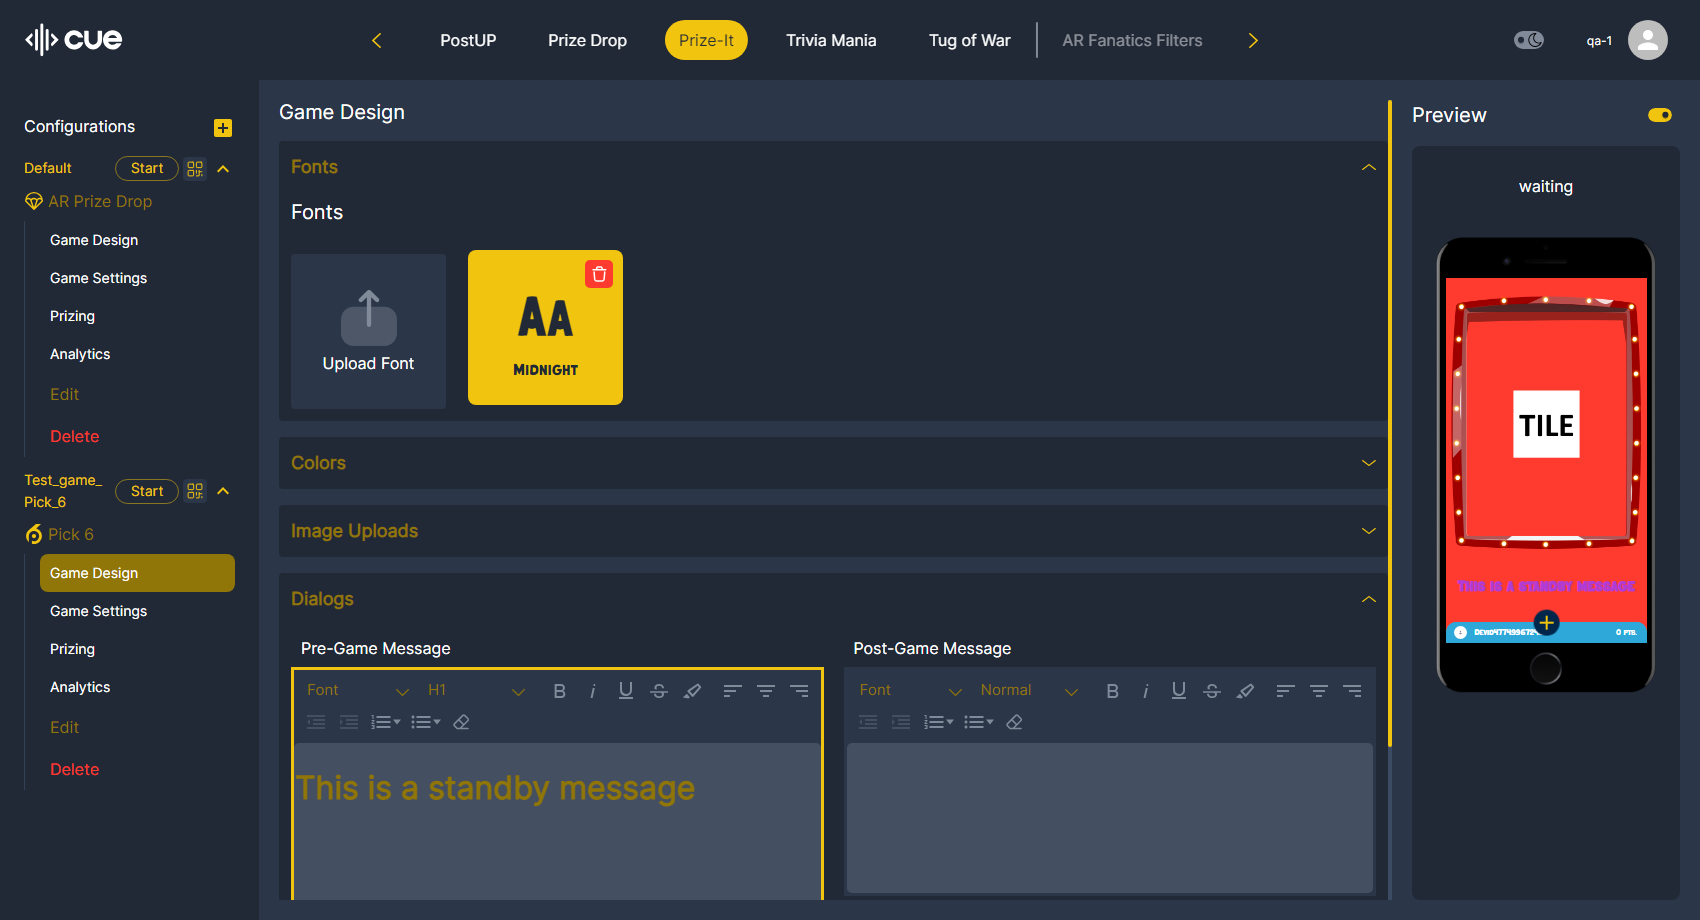 cue
PostUP
Prize Drop
Prize-It
Trivia Mania
Tug of War
AR Fanatics Filters
qa-1
Configurations
Default
Start
AR Prize Drop
Game Design
Game Settings
Prizing
Analytics
Edit
Delete
Test_game_
Pick_6
Start
Pick 6
Game Design
Game Settings
Prizing
Analytics
Edit
Delete
Game Design
Fonts
Fonts
Upload Font
AA
MIDNIGHT
Colors
Image Uploads
Dialogs
Pre-Game Message
Font
H1
B i U S
This is a standby message
Post-Game Message
Font
Normal
B i U S
Preview
waiting
TILE
THIS IS A STANDBY MESSAGE
0 PTS.